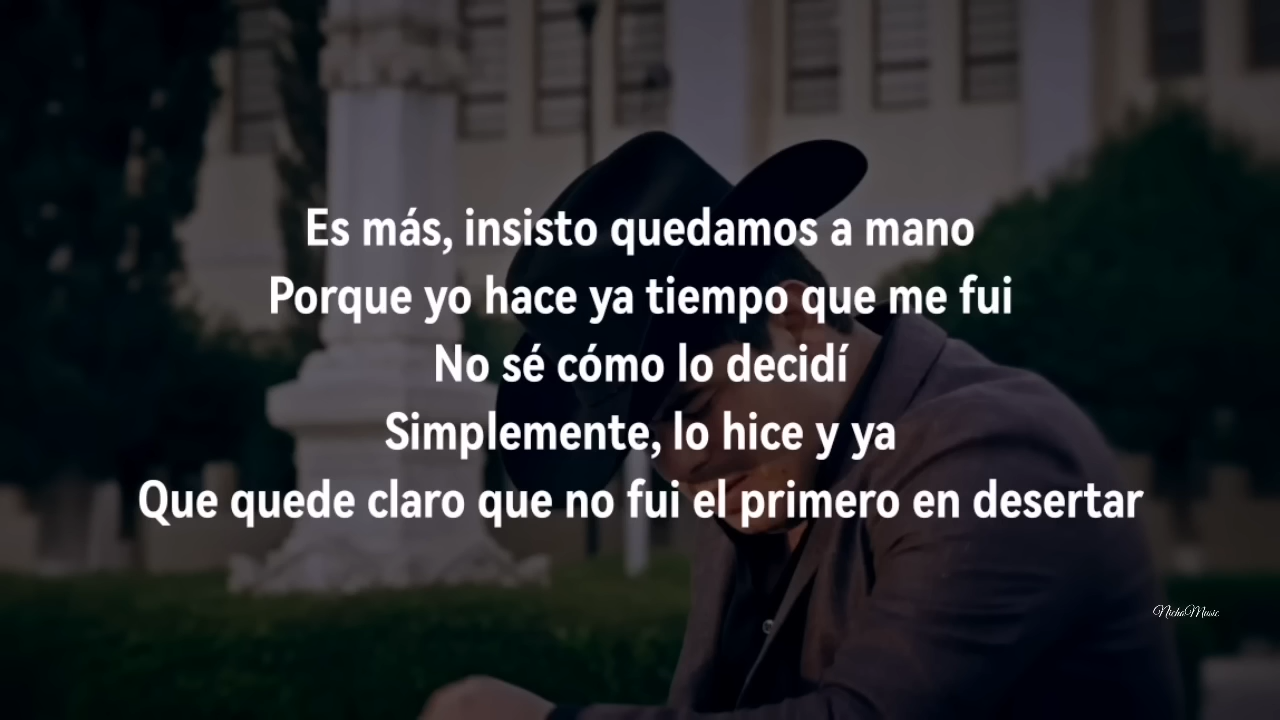 Es más, insisto quedamos a mano
Porque yo hace ya tiempo que me fui
No sé cómo lo decidí
Simplemente, lo hice y ya
Que quede claro que no fui el primero en desertar
NichoMusic